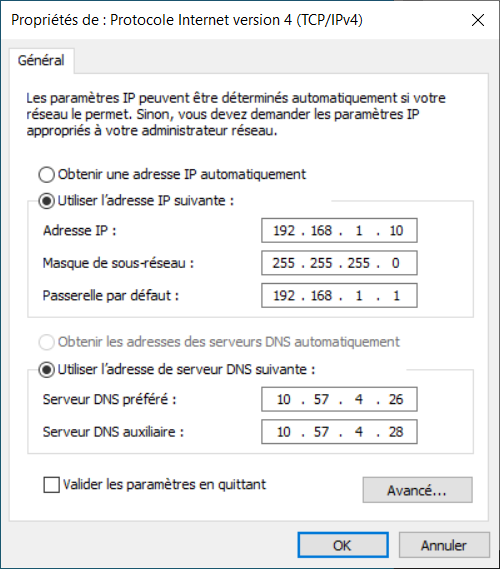 Propriétés de : Protocole Internet version 4 (TCP/IPv4)
Général
Les paramètres IP peuvent être déterminés automatiquement si votre
réseau le permet. Sinon, vous devez demander les paramètres IP
appropriés à votre administrateur réseau.
Obtenir une adresse IP automatiquement
Utiliser l'adresse IP suivante :
Adresse IP : 192 . 168 . 1 . 10
Masque de sous-réseau : 255 . 255 . 255 . 0
Passerelle par défaut : 192 . 168 . 1 . 1
Obtenir les adresses des serveurs DNS automatiquement
Utiliser l'adresse de serveur DNS suivante :
Serveur DNS préféré : 10 . 57 . 4 . 26
Serveur DNS auxiliaire : 10 . 57 . 4 . 28
Valider les paramètres en quittant
Avancé...
OK
Annuler